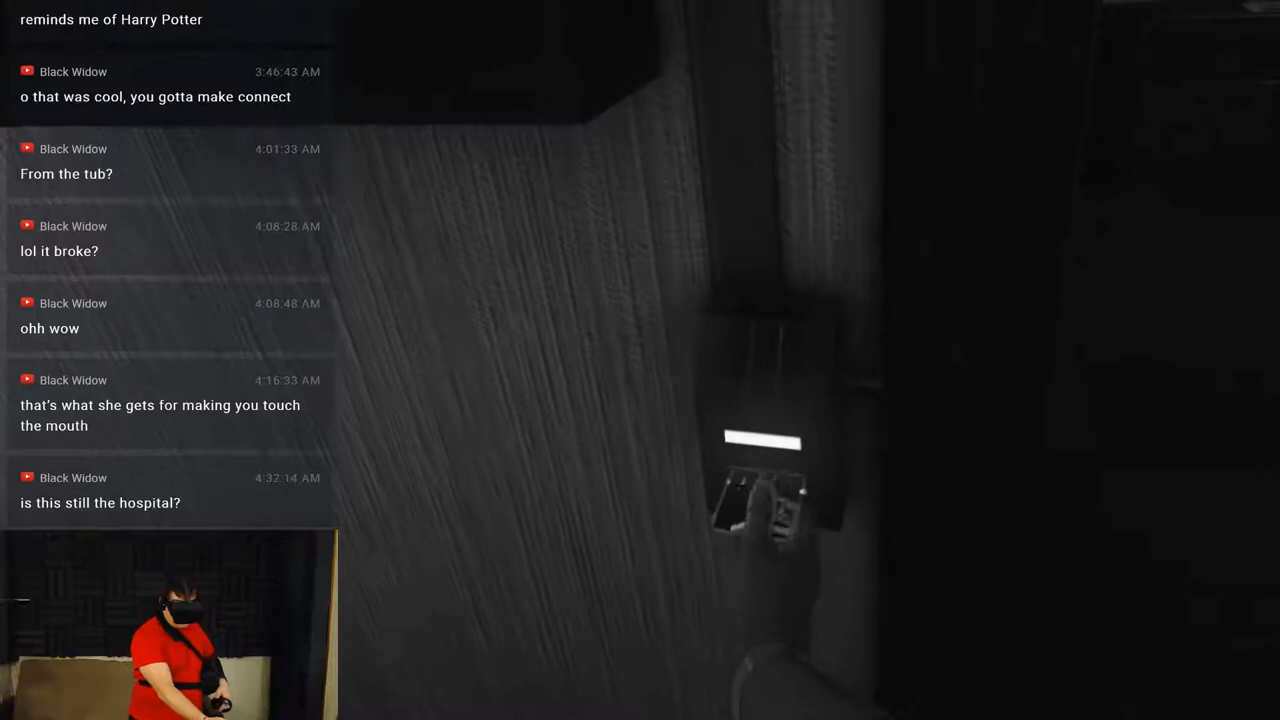 reminds me of Harry Potter
Black Widow 3:46:43 AM
o that was cool, you gotta make connect
Black Widow 4:01:33 AM
From the tub?
Black Widow 4:08:28 AM
lol it broke?
Black Widow 4:08:48 AM
ohh wow
Black Widow 4:16:33 AM
that's what she gets for making you touch
the mouth
Black Widow 4:32:14 AM
is this still the hospital?